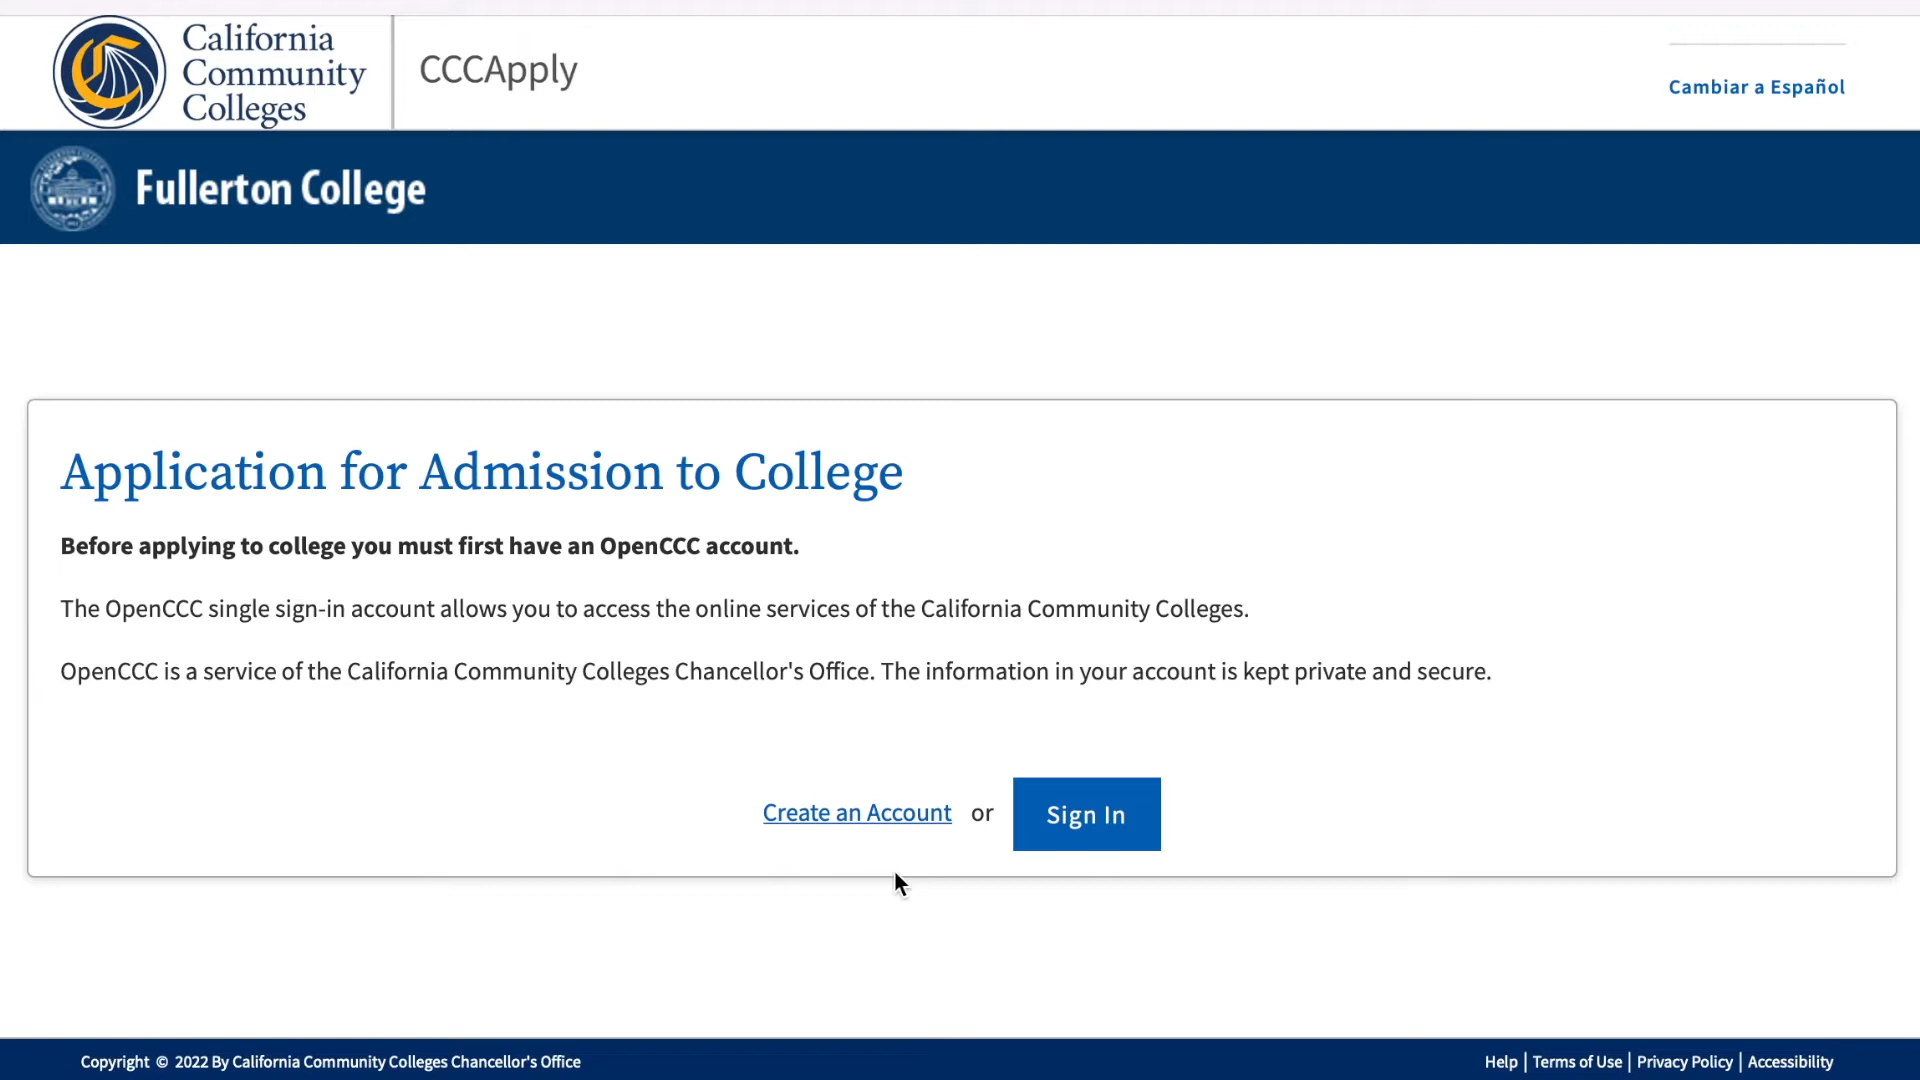 California
Community
Colleges
CCCApply
Cambiar a Español
Fullerton College
Application for Admission to College
Before applying to college you must first have an OpenCCC account.
The OpenCCC single sign-in account allows you to access the online services of the California Community Colleges.
OpenCCC is a service of the California Community Colleges Chancellor's Office. The information in your account is kept private and secure.
Create an Account or Sign In
Copyright © 2022 By California Community Colleges Chancellor's Office
Help | Terms of Use | Privacy Policy | Accessibility